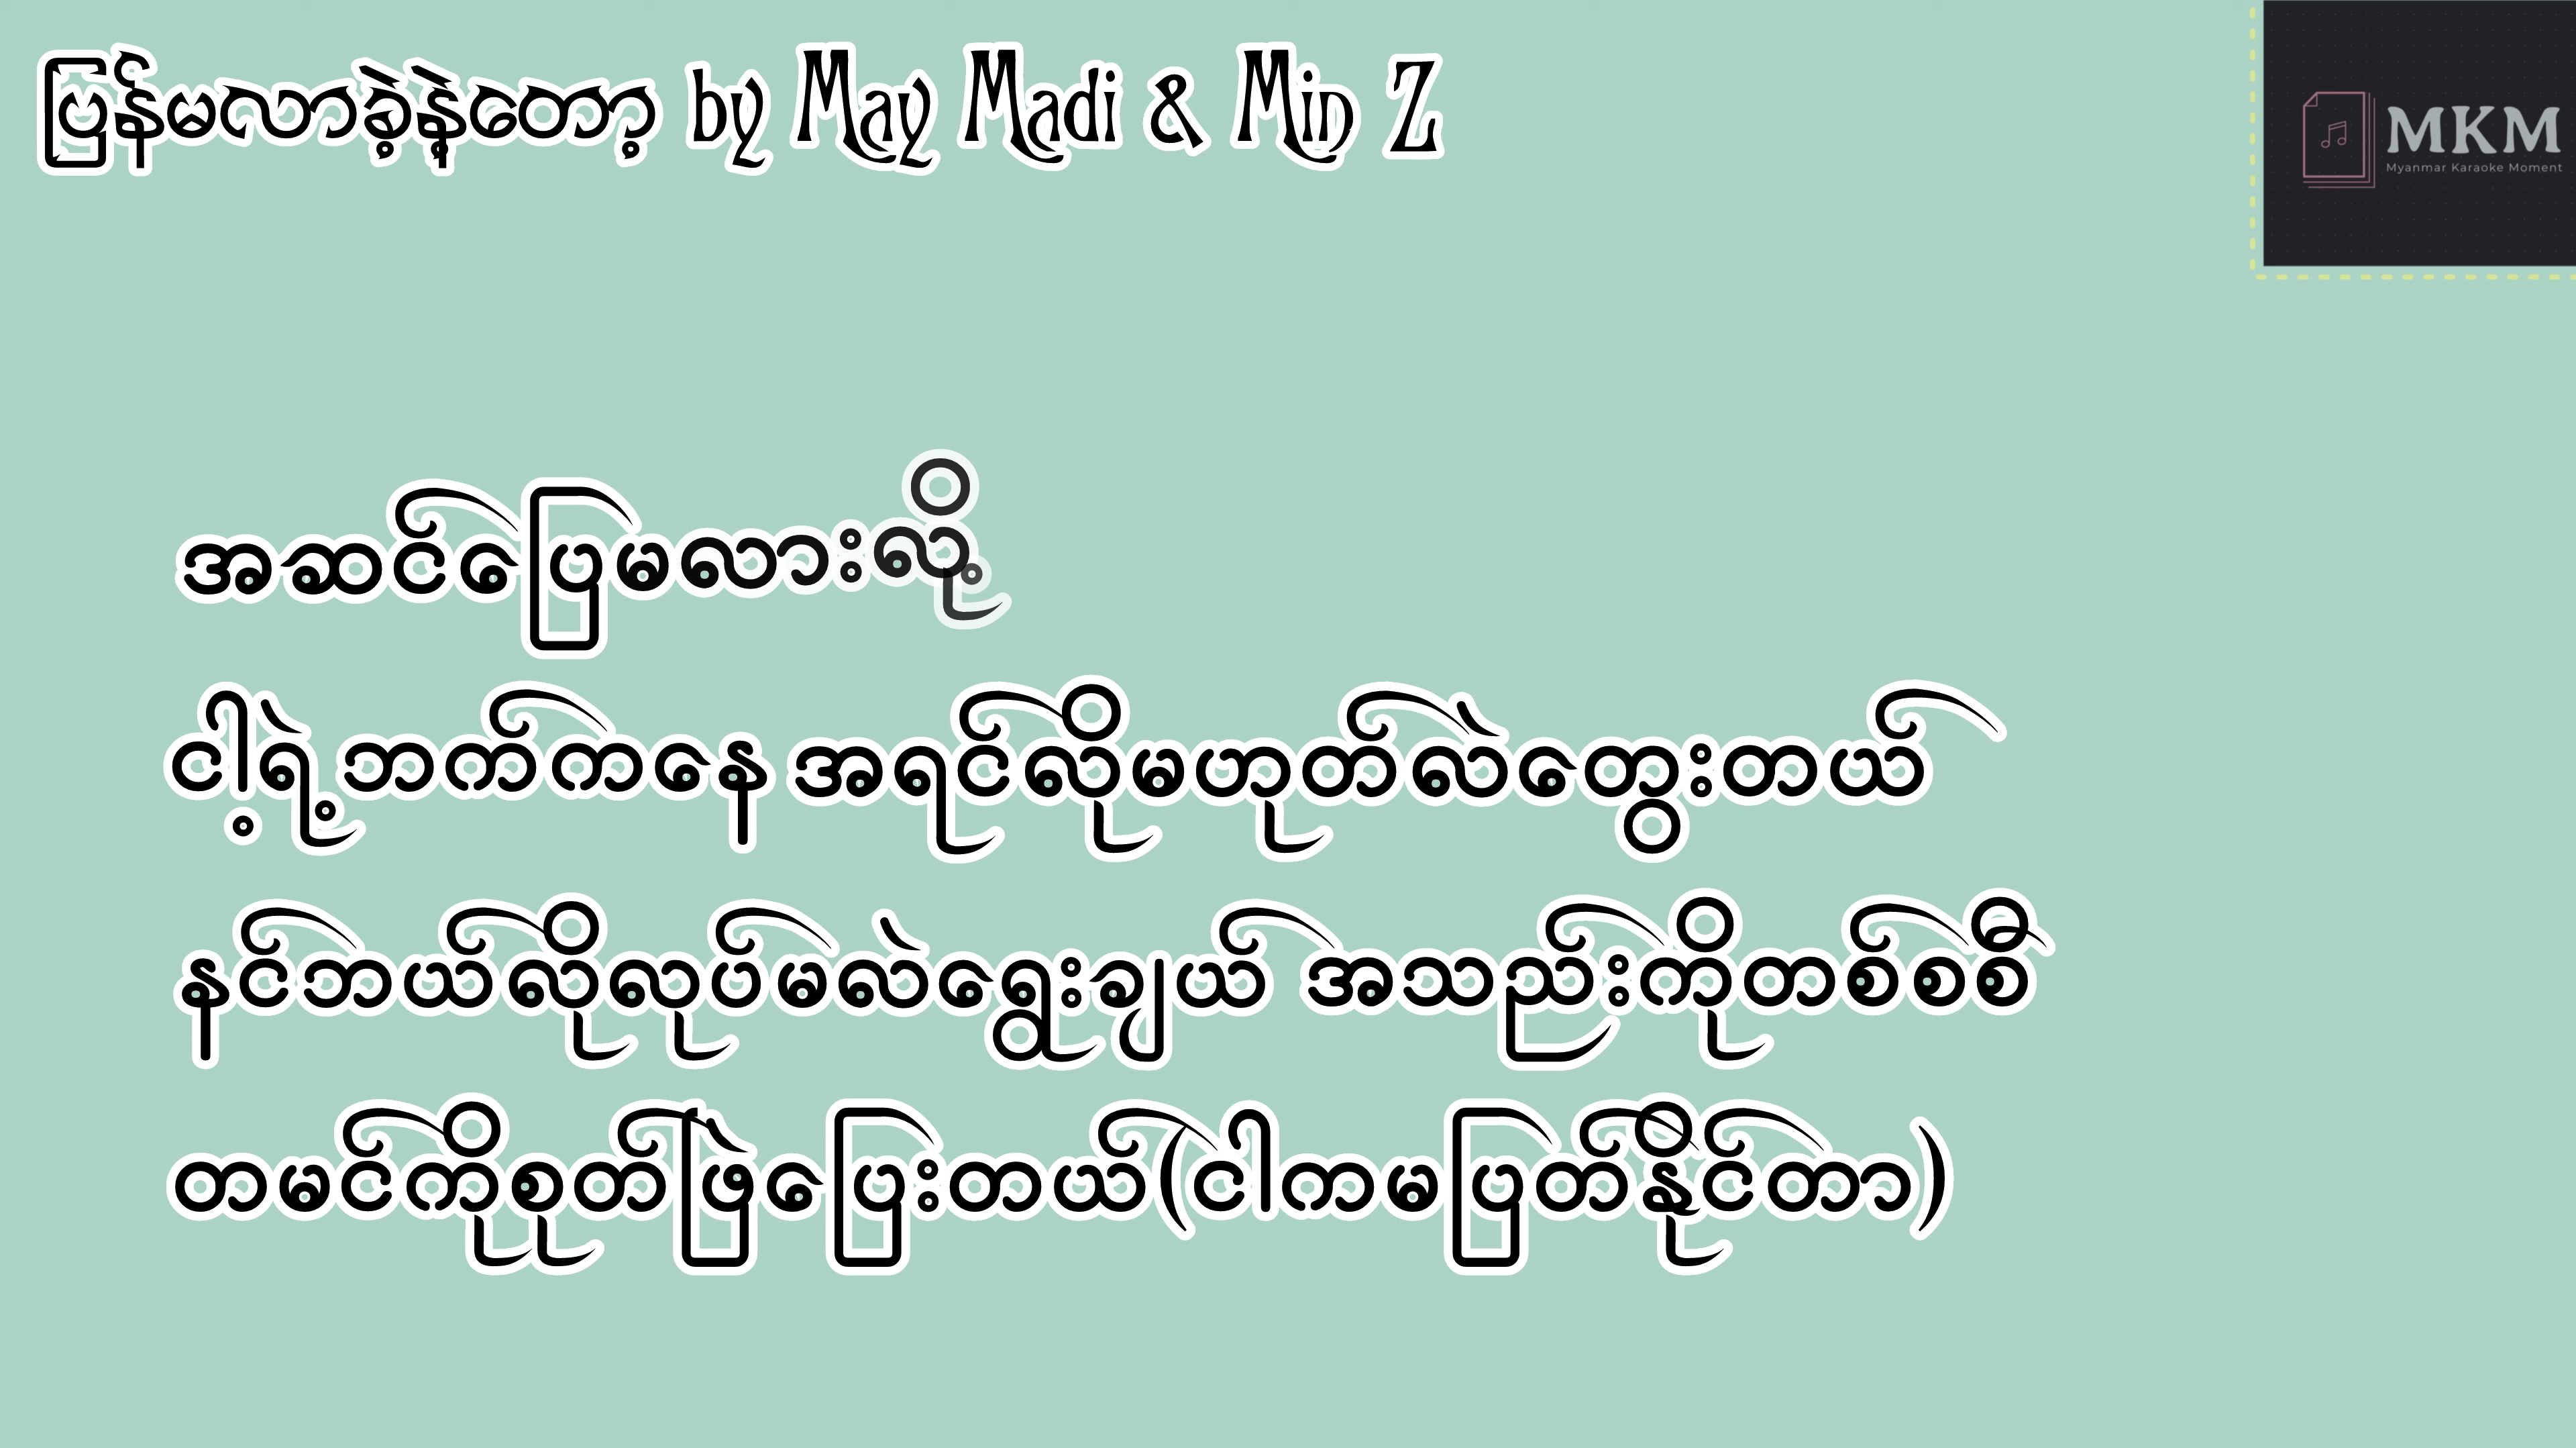 ပြန်မလာခဲ့နဲ့တော့ by May Madi & Min Z
MKM
Myanmar Karaoke Moment
အဆင်ပြေမလားလို့
ငါ့ရဲ့ဘက်ကနေ အရင်လိုမဟုတ်လဲတွေးတယ်
နင်ဘယ်လိုလုပ်မလဲရွေးချယ် အသည်းကိုတစ်စစီ
တမင်ကိုစုတ်ဖြဲပြေးတယ်(ငါကမပြတ်နိုင်တာ)